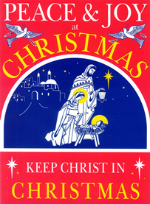 PEACE & JOY
at
CHRISTMAS
KEEP CHRIST IN
CHRISTMAS